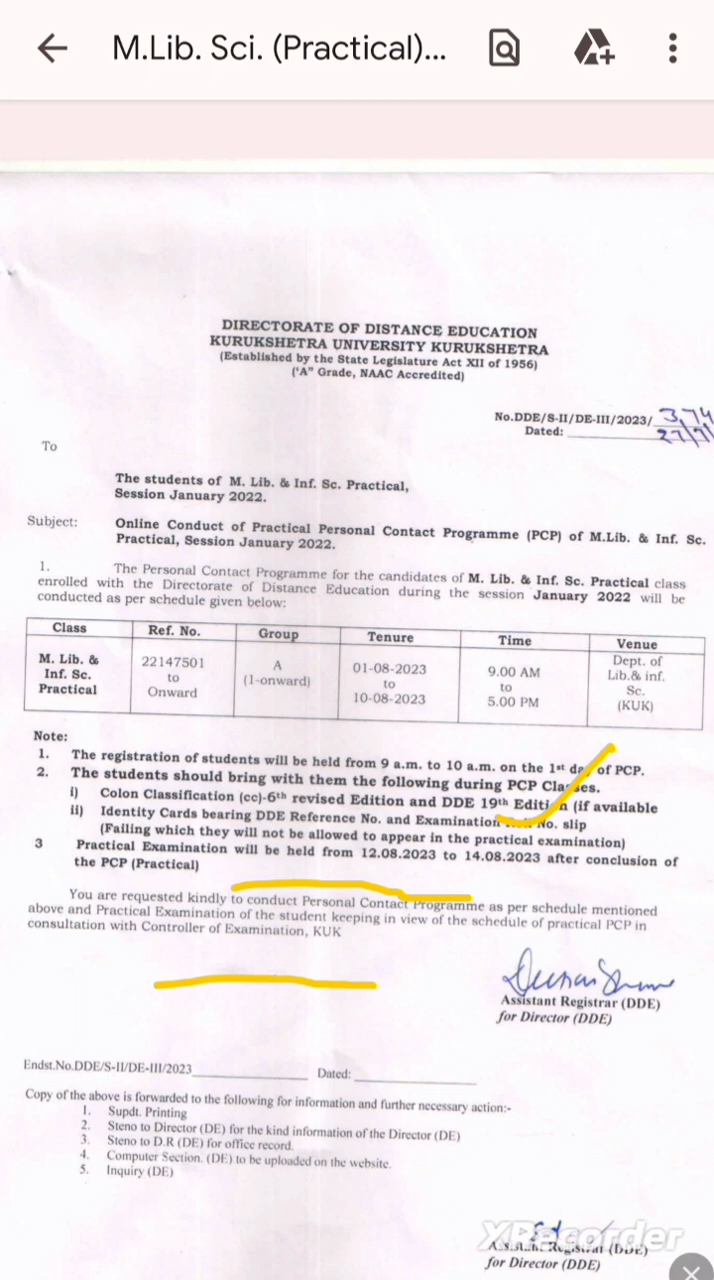 M.Lib. Sci. (Practical)...
DIRECTORATE OF DISTANCE EDUCATION
KURUKSHETRA UNIVERSITY KURUKSHETRA
(Established by the State Legislature Act XII of 1956)
('A" Grade, NAAC Accredited)
No.DDE/S-II/DE-III/2023/ 3,74
Dated: 27/7/
To
The students of M. Lib. & Inf. Sc. Practical,
Session January 2022.
Subject: Online Conduct of Practical Personal Contact Programme (PCP) of M.Lib. & Inf. Sc.
Practical, Session January 2022.
1. The Personal Contact Programme for the candidates of M. Lib. & Inf. Sc. Practical class
enrolled with the Directorate of Distance Education during the session January 2022 will be
conducted as per schedule given below:
Class Ref. No. Group Tenure Time Venue
M. Lib. & 22147501 A 01-08-2023 9.00 AM Dept. of
Inf. Sc. to (1-onward) to to Lib.& inf.
Practical Onward 10-08-2023 5.00 PM Sc.
(KUK)
Note:
1. The registration of students will be held from 9 a.m. to 10 a.m. on the 1st day of PCP.
2. The students should bring with them the following during PCP Classes.
i) Colon Classification (cc)-6th revised Edition and DDE 19th Edition (if available
ii) Identity Cards bearing DDE Reference No. and Examination No. slip
(Failing which they will not be allowed to appear in the practical examination)
3 Practical Examination will be held from 12.08.2023 to 14.08.2023 after conclusion of
the PCP (Practical)
You are requested kindly to conduct Personal Contact Programme as per schedule mentioned
above and Practical Examination of the student keeping in view of the schedule of practical PCP in
consultation with Controller of Examination, KUK
Assistant Registrar (DDE)
for Director (DDE)
Endst.No.DDE/S-II/DE-III/2023 Dated:
Copy of the above is forwarded to the following for information and further necessary action:-
1. Supdt. Printing
2. Steno to Director (DE) for the kind information of the Director (DE)
3. Steno to D.R (DE) for office record.
4. Computer Section. (DE) to be uploaded on the website.
5. Inquiry (DE)
XRecorder
Assistant Registrar (DDE)
for Director (DDE)